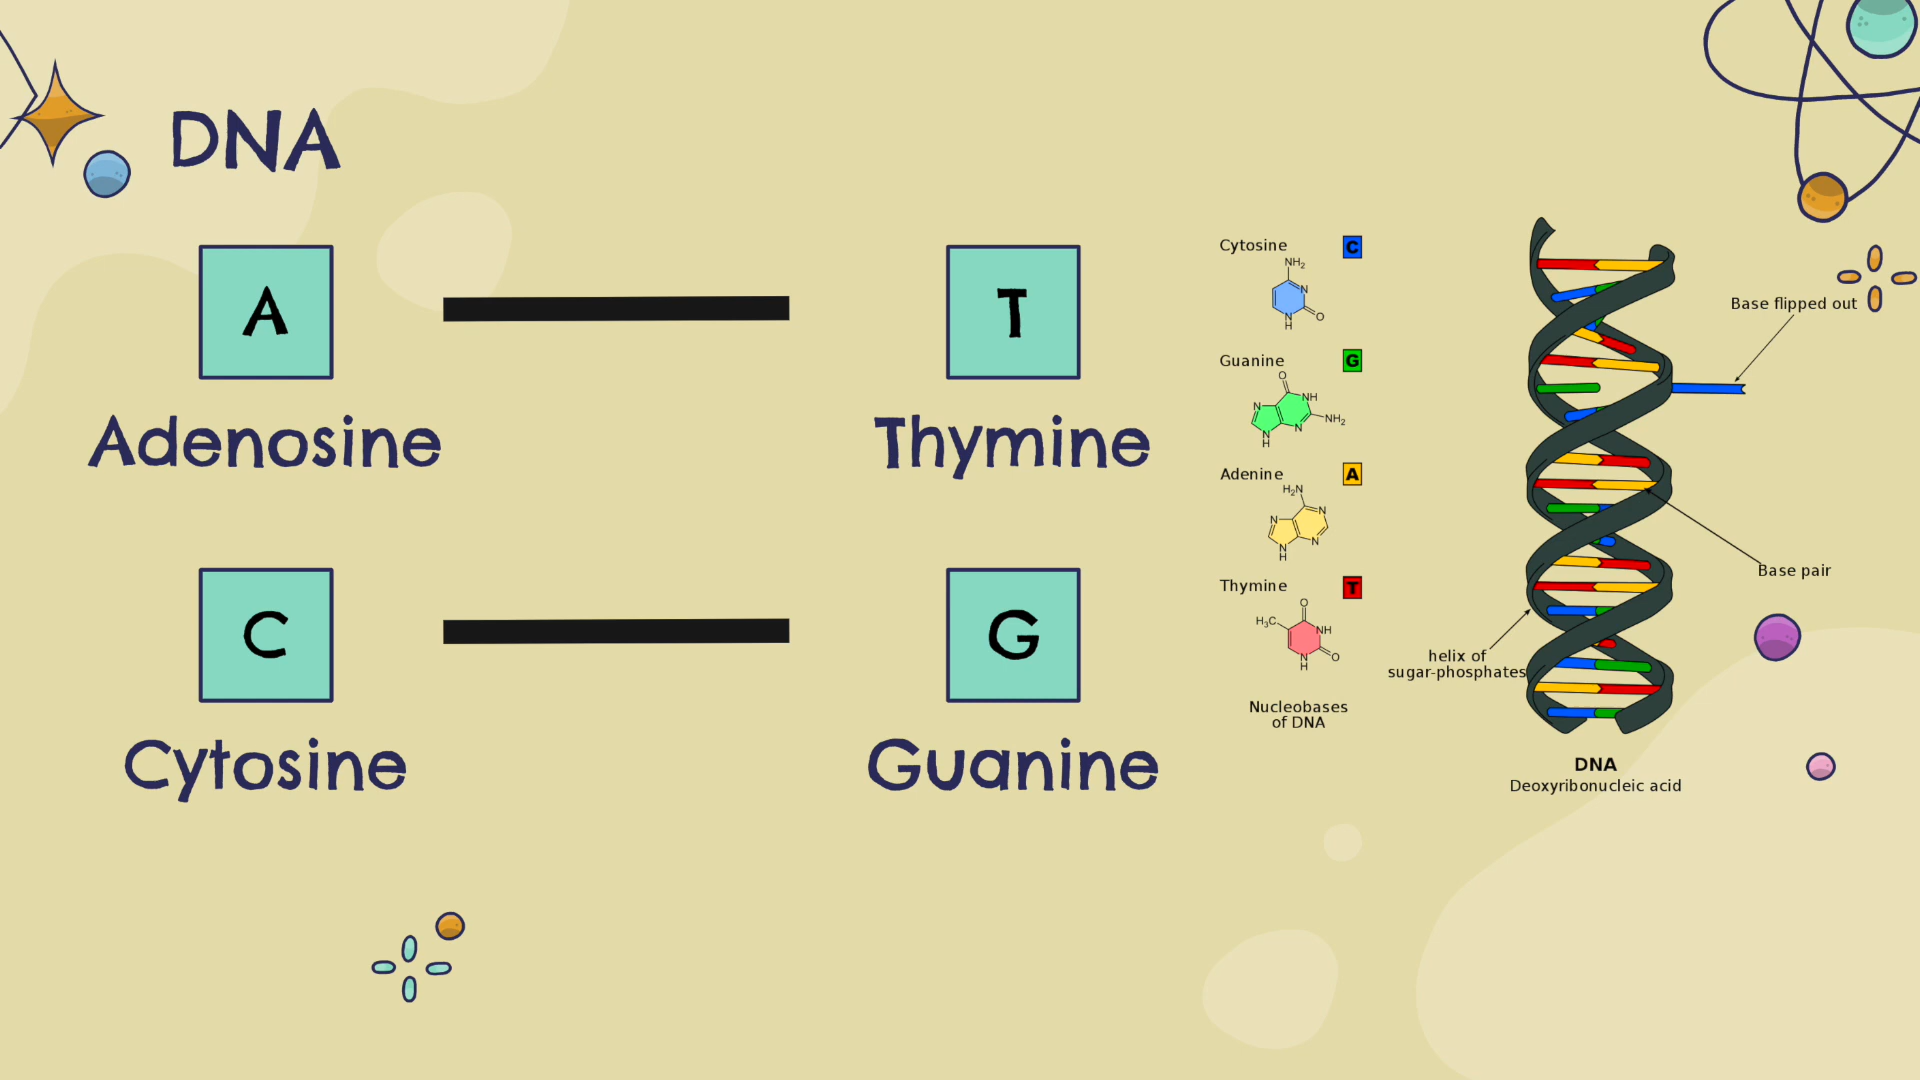 DNA
A
T
Adenosine
Thymine
C
G
Cytosine
Guanine
Cytosine C
NH₂
N
N
H
O
Guanine G
O
N
NH
N
H
N
NH₂
Adenine A
H₂N
N
N
N
H
N
Thymine T
O
H₃C
NH
N
H
O
Nucleobases
of DNA
Base flipped out
Base pair
helix of
sugar-phosphates
DNA
Deoxyribonucleic acid